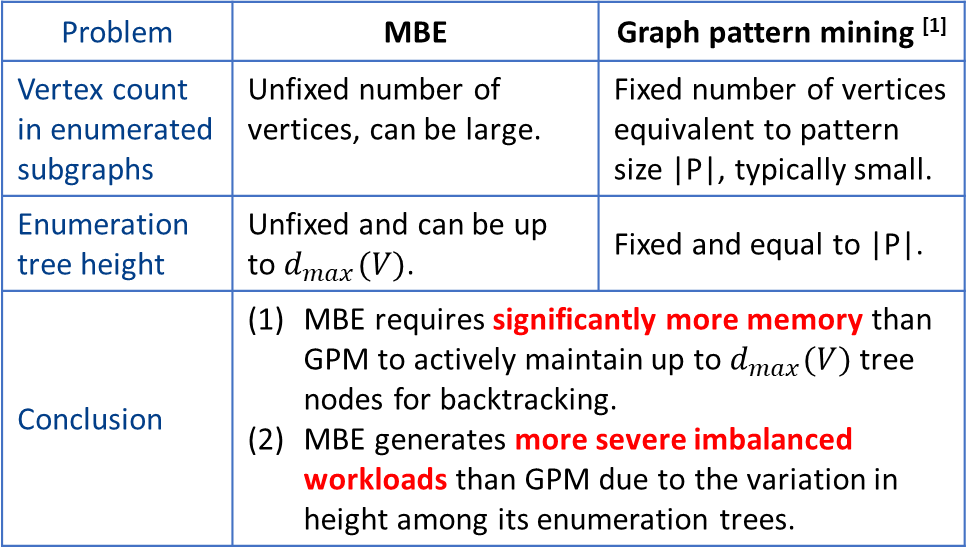 Problem
MBE
Graph pattern mining [1]
Vertex count
in enumerated
subgraphs
Unfixed number of
vertices, can be large.
Fixed number of vertices
equivalent to pattern
size |P|, typically small.
Enumeration
tree height
Unfixed and can be up
to d_max(V).
Fixed and equal to |P|.
Conclusion
(1) MBE requires significantly more memory than
GPM to actively maintain up to d_max(V) tree
nodes for backtracking.
(2) MBE generates more severe imbalanced
workloads than GPM due to the variation in
height among its enumeration trees.